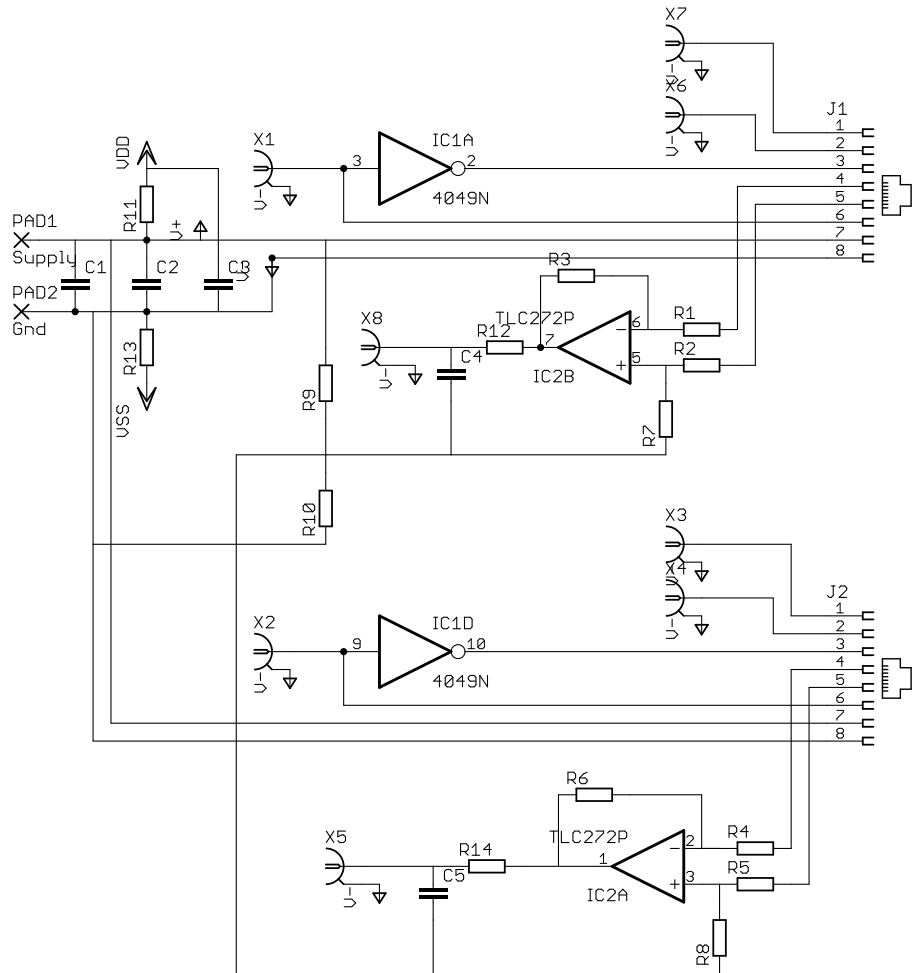 X7
V-
X6
V-
J1
1
2
3
4
5
6
7
8
X1
V-
3
IC1A
2
4049N
VDD
R11
V+
PAD1
Supply
C1
C2
C3
PAD2
Gnd
R13
VSS
R3
X8
V-
R12
TLC272P
7
6
5
IC2B
R1
R2
C4
R9
R7
R10
X3
X4
V-
J2
1
2
3
4
5
6
7
8
X2
V-
9
IC1D
10
4049N
R6
X5
V-
R14
TLC272P
1
2
3
IC2A
R4
R5
C5
R8